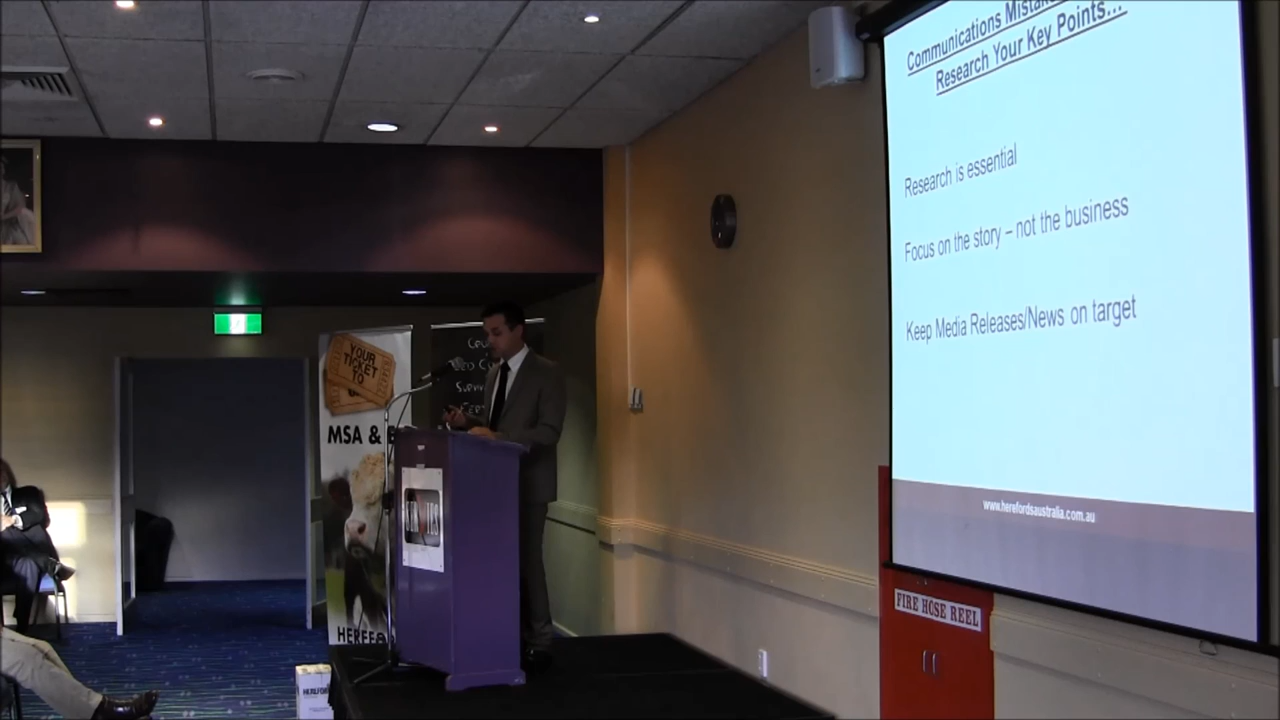 Communications
Research Your Key Points...
Research is essential
Focus on the story – not the business
Keep Media Releases/News on target
www.herefordsaustralia.com.au
FIRE HOSE REEL
YOUR
TICKET
TO
MSA &